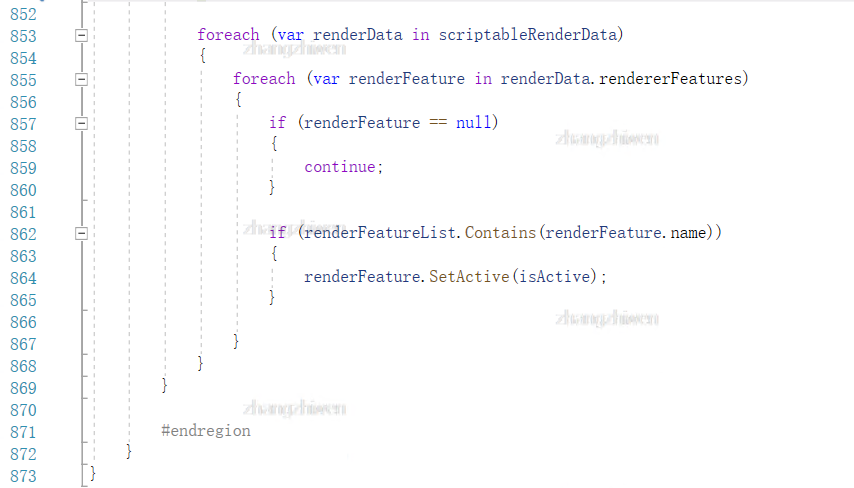 852
853 foreach (var renderData in scriptableRenderData)
zhangzhiwen
854 {
855 foreach (var renderFeature in renderData.rendererFeatures)
856 {
857 if (renderFeature == null)
zhangzhiwen
858 {
859 continue;
860 }
861
zhangzhiwen
862 if (renderFeatureList.Contains(renderFeature.name))
863 {
864 renderFeature.SetActive(isActive);
865 }
zhangzhiwen
866
867 }
868 }
869 }
870
zhangzhiwen
871 #endregion
872 }
873 }